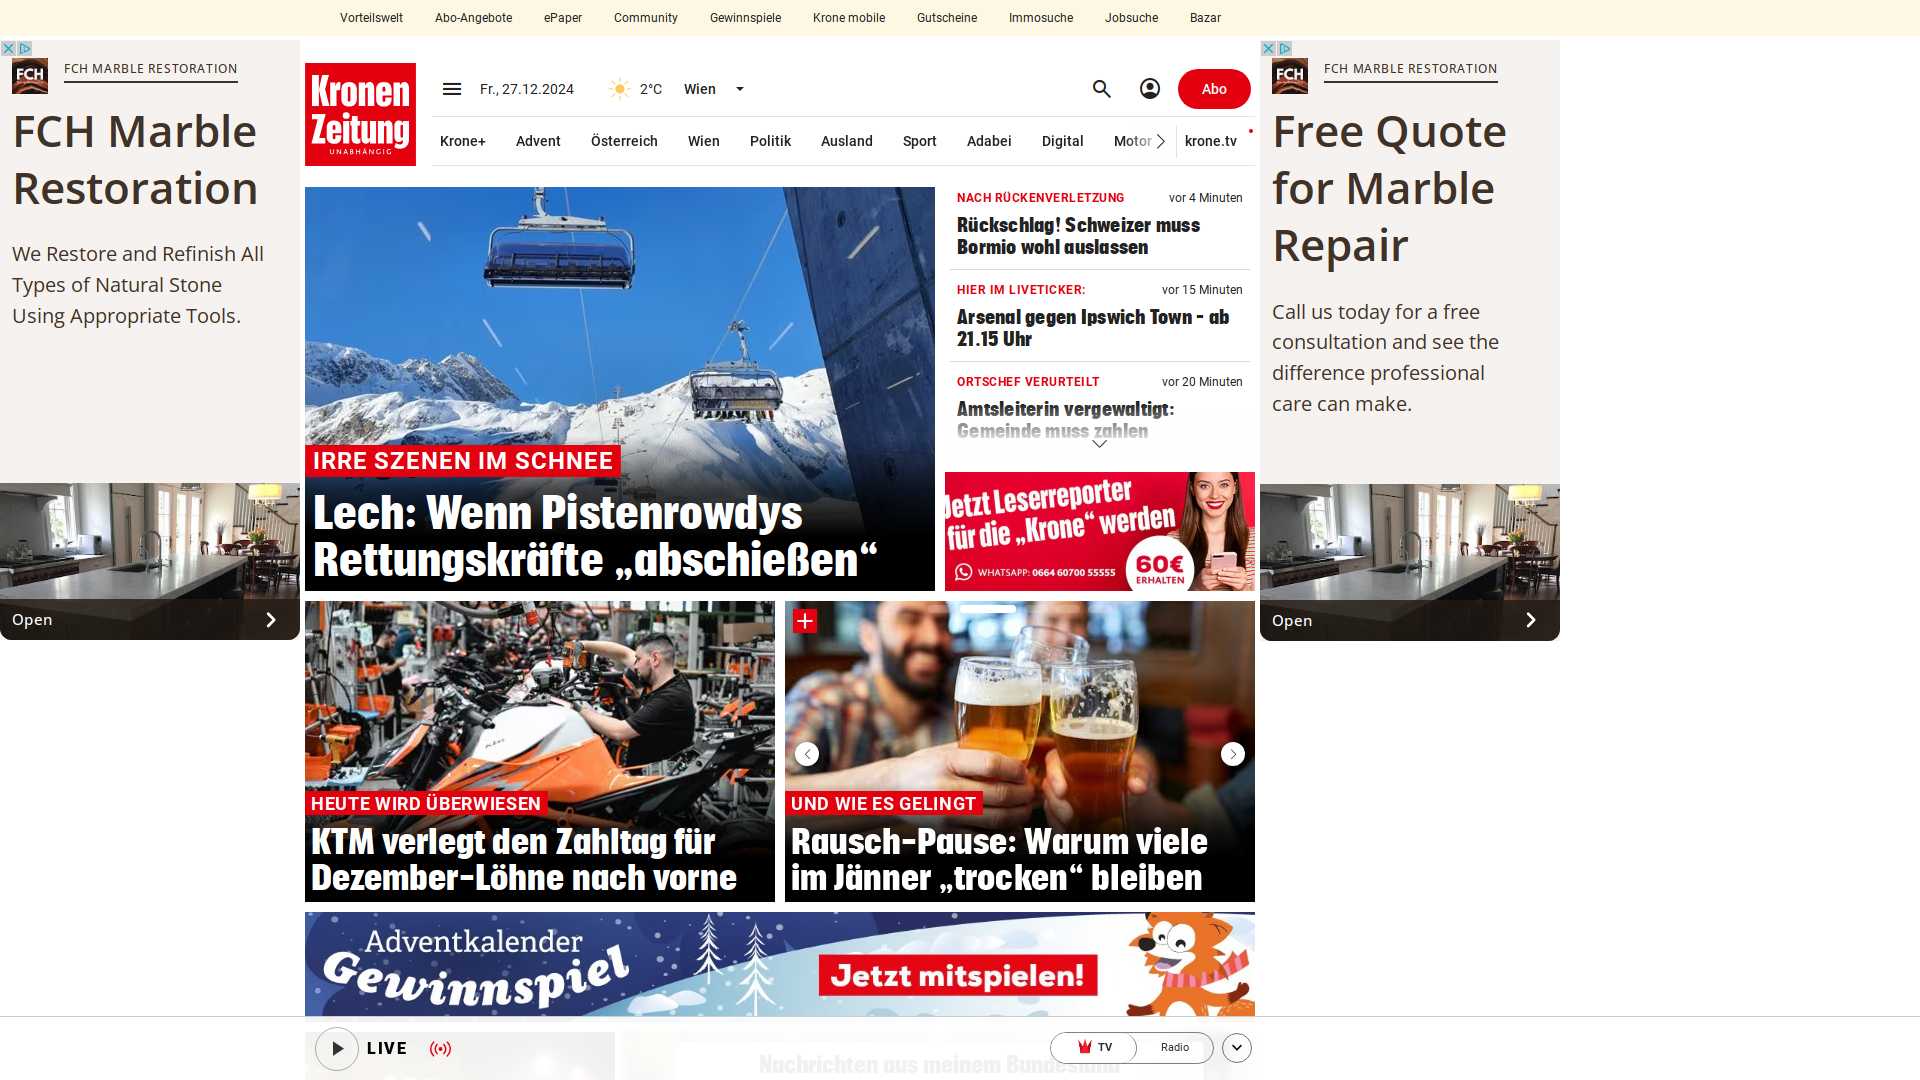 Vorteilswelt Abo-Angebote ePaper Community Gewinnspiele Krone mobile Gutscheine Immosuche Jobsuche Bazar
FCH
FCH MARBLE RESTORATION
FCH Marble
Restoration
We Restore and Refinish All
Types of Natural Stone
Using Appropriate Tools.
Open
Kronen
Zeitung
UNABHÄNGIG
Fr., 27.12.2024 2°C Wien
Abo
Krone+ Advent Österreich Wien Politik Ausland Sport Adabei Digital Motor krone.tv
IRRE SZENEN IM SCHNEE
Lech: Wenn Pistenrowdys
Rettungskräfte „abschießen“
NACH RÜCKENVERLETZUNG vor 4 Minuten
Rückschlag! Schweizer muss
Bormio wohl auslassen
HIER IM LIVETICKER: vor 15 Minuten
Arsenal gegen Ipswich Town - ab
21.15 Uhr
ORTSCHEF VERURTEILT vor 20 Minuten
Amtsleiterin vergewaltigt:
Gemeinde muss zahlen
Jetzt Leserreporter
für die „Krone“ werden
WHATSAPP: 0664 60700 55555
60€
ERHALTEN
HEUTE WIRD ÜBERWIESEN
KTM verlegt den Zahltag für
Dezember-Löhne nach vorne
UND WIE ES GELINGT
Rausch-Pause: Warum viele
im Jänner „trocken“ bleiben
Adventkalender
Gewinnspiel
Jetzt mitspielen!
LIVE
TV Radio
Nachrichten aus meinem Bundesland
FCH
FCH MARBLE RESTORATION
Free Quote
for Marble
Repair
Call us today for a free
consultation and see the
difference professional
care can make.
Open